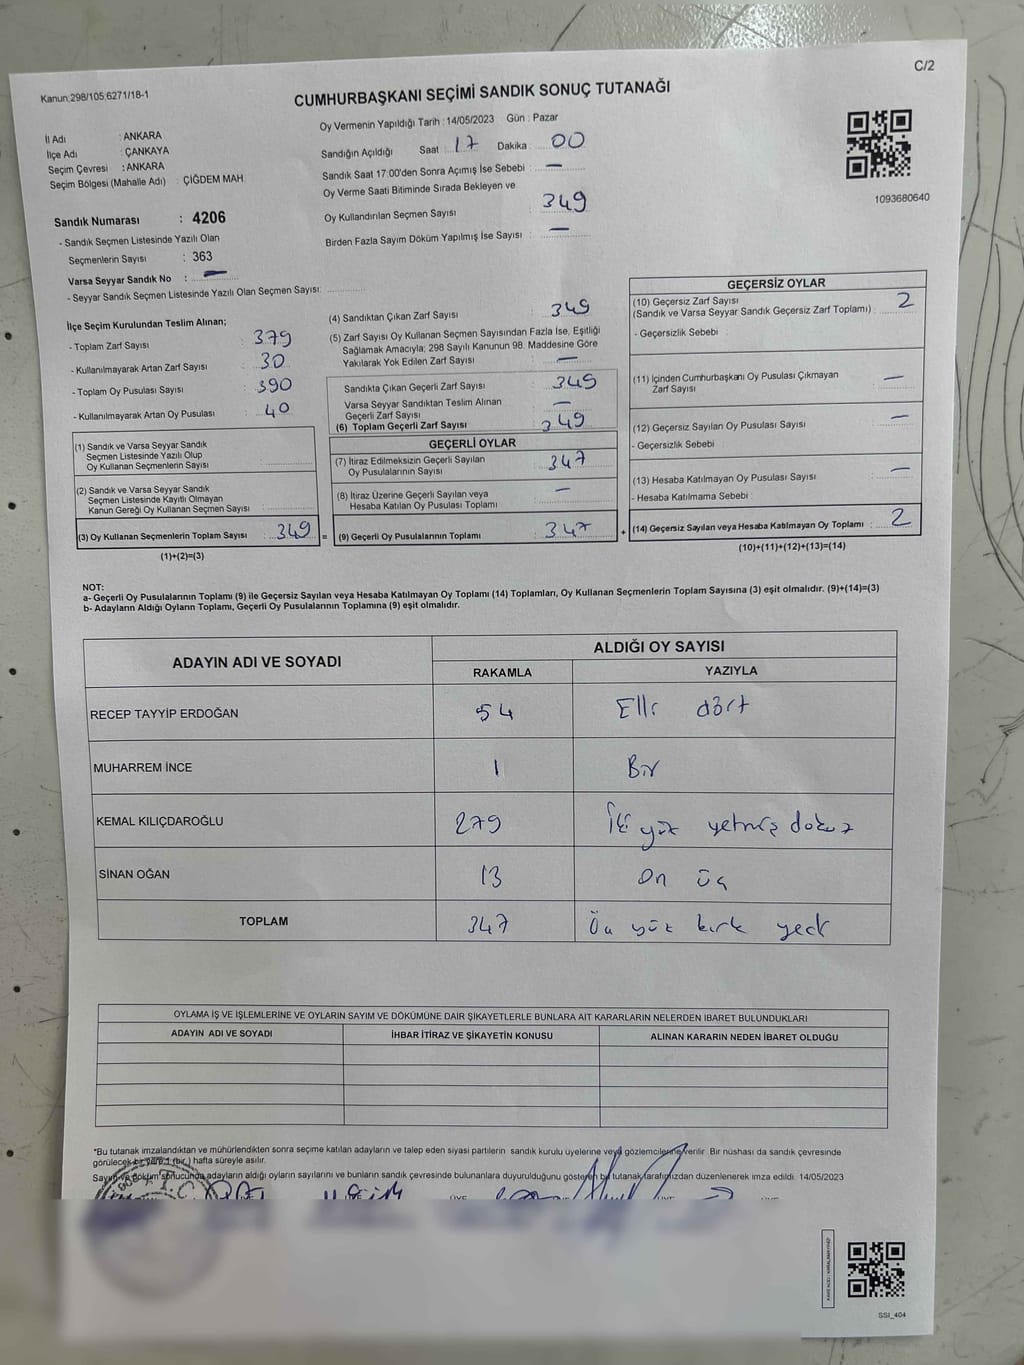 C/2
Kanun,298/105,6271/18-1
CUMHURBAŞKANI SEÇİMİ SANDIK SONUÇ TUTANAĞI
Oy Vermenin Yapıldığı Tarih : 14/05/2023 Gün : Pazar
İl Adı : ANKARA
İlçe Adı : ÇANKAYA
Seçim Çevresi : ANKARA
Seçim Bölgesi (Mahalle Adı) : ÇİĞDEM MAH.
Sandık Numarası : 4206
- Sandık Seçmen Listesinde Yazılı Olan
Seçmenlerin Sayısı : 363
Varsa Seyyar Sandık No : —
- Seyyar Sandık Seçmen Listesinde Yazılı Olan Seçmen Sayısı:
Sandığın Açıldığı Saat : 17 Dakika 00
Sandık Saat 17:00'den Sonra Açımış İse Sebebi : —
Oy Verme Saati Bitiminde Sırada Bekleyen ve
Oy Kullandırılan Seçmen Sayısı 349
Birden Fazla Sayım Döküm Yapılmış İse Sayısı : —
1093680640
İlçe Seçim Kurulundan Teslim Alınan;
- Toplam Zarf Sayısı : 379
- Kullanılmayarak Artan Zarf Sayısı : 30
- Toplam Oy Pusulası Sayısı : 390
- Kullanılmayarak Artan Oy Pusulası : 40
(1) Sandık ve Varsa Seyyar Sandık
Seçmen Listesinde Yazılı Olup
Oy Kullanan Seçmenlerin Sayısı
(2) Sandık ve Varsa Seyyar Sandık
Seçmen Listesinde Kayıtlı Olmayan
Kanun Gereği Oy Kullanan Seçmen Sayısı :
(3) Oy Kullanan Seçmenlerin Toplam Sayısı : 349 =
(1)+(2)=(3)
(4) Sandıktan Çıkan Zarf Sayısı : 349
(5) Zarf Sayısı Oy Kullanan Seçmen Sayısından Fazla İse, Eşitliği
Sağlamak Amacıyla; 298 Sayılı Kanunun 98. Maddesine Göre
Yakılarak Yok Edilen Zarf Sayısı : —
Sandıkta Çıkan Geçerli Zarf Sayısı : 349
Varsa Seyyar Sandıktan Teslim Alınan
Geçerli Zarf Sayısı : —
(6) Toplam Geçerli Zarf Sayısı : 349
GEÇERLİ OYLAR
(7) İtiraz Edilmeksizin Geçerli Sayılan
Oy Pusulalarının Sayısı : 347
(8) İtiraz Üzerine Geçerli Sayılan veya
Hesaba Katılan Oy Pusulası Toplamı : —
(9) Geçerli Oy Pusulalarının Toplamı : 347 +
GEÇERSİZ OYLAR
(10) Geçersiz Zarf Sayısı
(Sandık ve Varsa Seyyar Sandık Geçersiz Zarf Toplamı) : 2
- Geçersizlik Sebebi :
(11) İçinden Cumhurbaşkanı Oy Pusulası Çıkmayan
Zarf Sayısı : —
(12) Geçersiz Sayılan Oy Pusulası Sayısı : —
- Geçersizlik Sebebi :
(13) Hesaba Katılmayan Oy Pusulası Sayısı : —
- Hesaba Katılmama Sebebi :
(14) Geçersiz Sayılan veya Hesaba Katılmayan Oy Toplamı : 2
(10)+(11)+(12)+(13)=(14)
NOT:
a- Geçerli Oy Pusulalarının Toplamı (9) ile Geçersiz Sayılan veya Hesaba Katılmayan Oy Toplamı (14) Toplamları, Oy Kullanan Seçmenlerin Toplam Sayısına (3) eşit olmalıdır. (9)+(14)=(3)
b- Adayların Aldığı Oyların Toplamı, Geçerli Oy Pusulalarının Toplamına (9) eşit olmalıdır.
ADAYIN ADI VE SOYADI
ALDIĞI OY SAYISI
RAKAMLA YAZIYLA
RECEP TAYYİP ERDOĞAN 54 Elli dört
MUHARREM İNCE 1 Bir
KEMAL KILIÇDAROĞLU 279 İki yüz yetmiş dokuz
SİNAN OĞAN 13 On üç
TOPLAM 347 Üç yüz kırk yedi
OYLAMA İŞ VE İŞLEMLERİNE VE OYLARIN SAYIM VE DÖKÜMÜNE DAİR ŞİKAYETLERLE BUNLARA AİT KARARLARIN NELERDEN İBARET BULUNDUKLARI
ADAYIN ADI VE SOYADI İHBAR İTİRAZ VE ŞİKAYETİN KONUSU ALINAN KARARIN NEDEN İBARET OLDUĞU
*Bu tutanak imzalandıktan ve mühürlendikten sonra seçime katılan adayların ve talep eden siyasi partilerin sandık kurulu üyelerine veya gözlemcilerine verilir. Bir nüshası da sandık çevresinde
görülecek bir yere 1 (bir ) hafta süreyle asılır.
Sayım ve döküm sonucunda adayların aldığı oyların sayılarını ve bunların sandık çevresinde bulunanlara duyurulduğunu gösteren bu tutanak tarafımızdan düzenlenerek imza edildi. 14/05/2023
T.C.
SSI_404